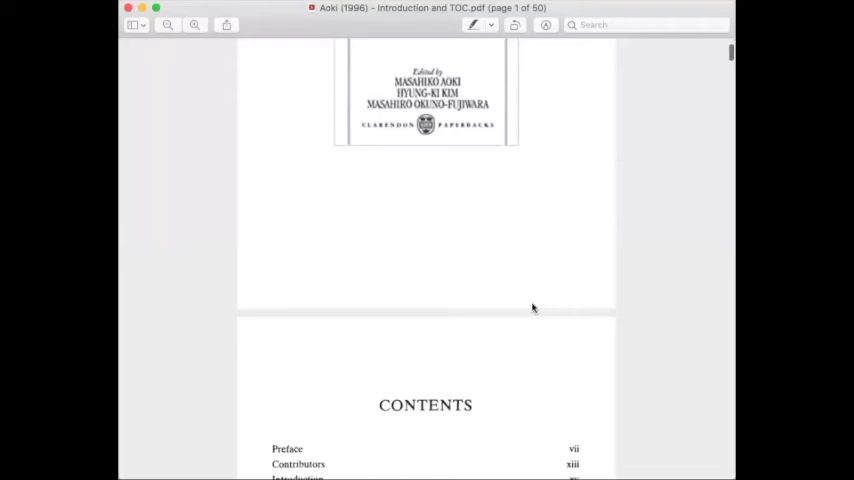 Aoki (1996) - Introduction and TOC.pdf (page 1 of 50)
Search
Edited by
MASAHIKO AOKI
HYUNG-KI KIM
MASAHIRO OKUNO-FUJIWARA
CLARENDON PAPERBACKS
CONTENTS
Preface vii
Contributors xiii
Introduction xv